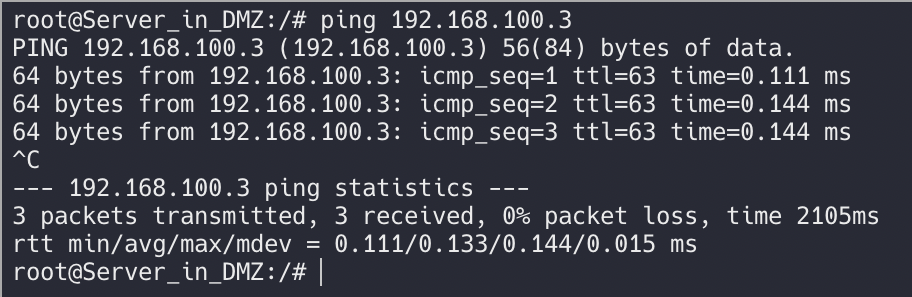 root@Server_in_DMZ:/# ping 192.168.100.3
PING 192.168.100.3 (192.168.100.3) 56(84) bytes of data.
64 bytes from 192.168.100.3: icmp_seq=1 ttl=63 time=0.111 ms
64 bytes from 192.168.100.3: icmp_seq=2 ttl=63 time=0.144 ms
64 bytes from 192.168.100.3: icmp_seq=3 ttl=63 time=0.144 ms
^C
--- 192.168.100.3 ping statistics ---
3 packets transmitted, 3 received, 0% packet loss, time 2105ms
rtt min/avg/max/mdev = 0.111/0.133/0.144/0.015 ms
root@Server_in_DMZ:/#